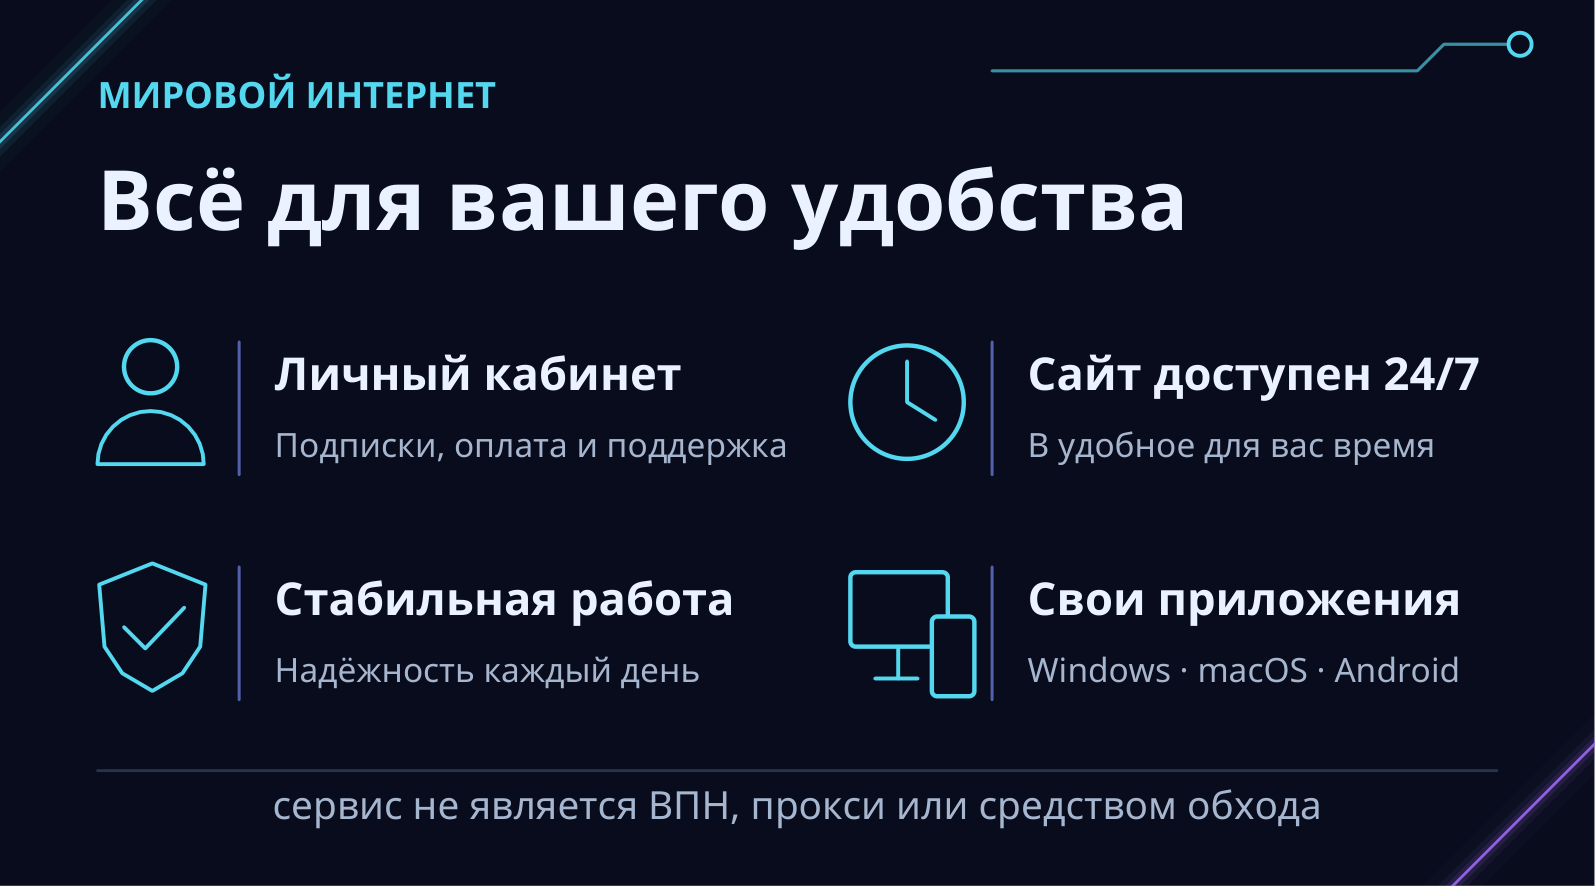 МИРОВОЙ ИНТЕРНЕТ
Всё для вашего удобства
Личный кабинет
Подписки, оплата и поддержка
Сайт доступен 24/7
В удобное для вас время
Стабильная работа
Надёжность каждый день
Свои приложения
Windows · macOS · Android
сервис не является ВПН, прокси или средством обхода